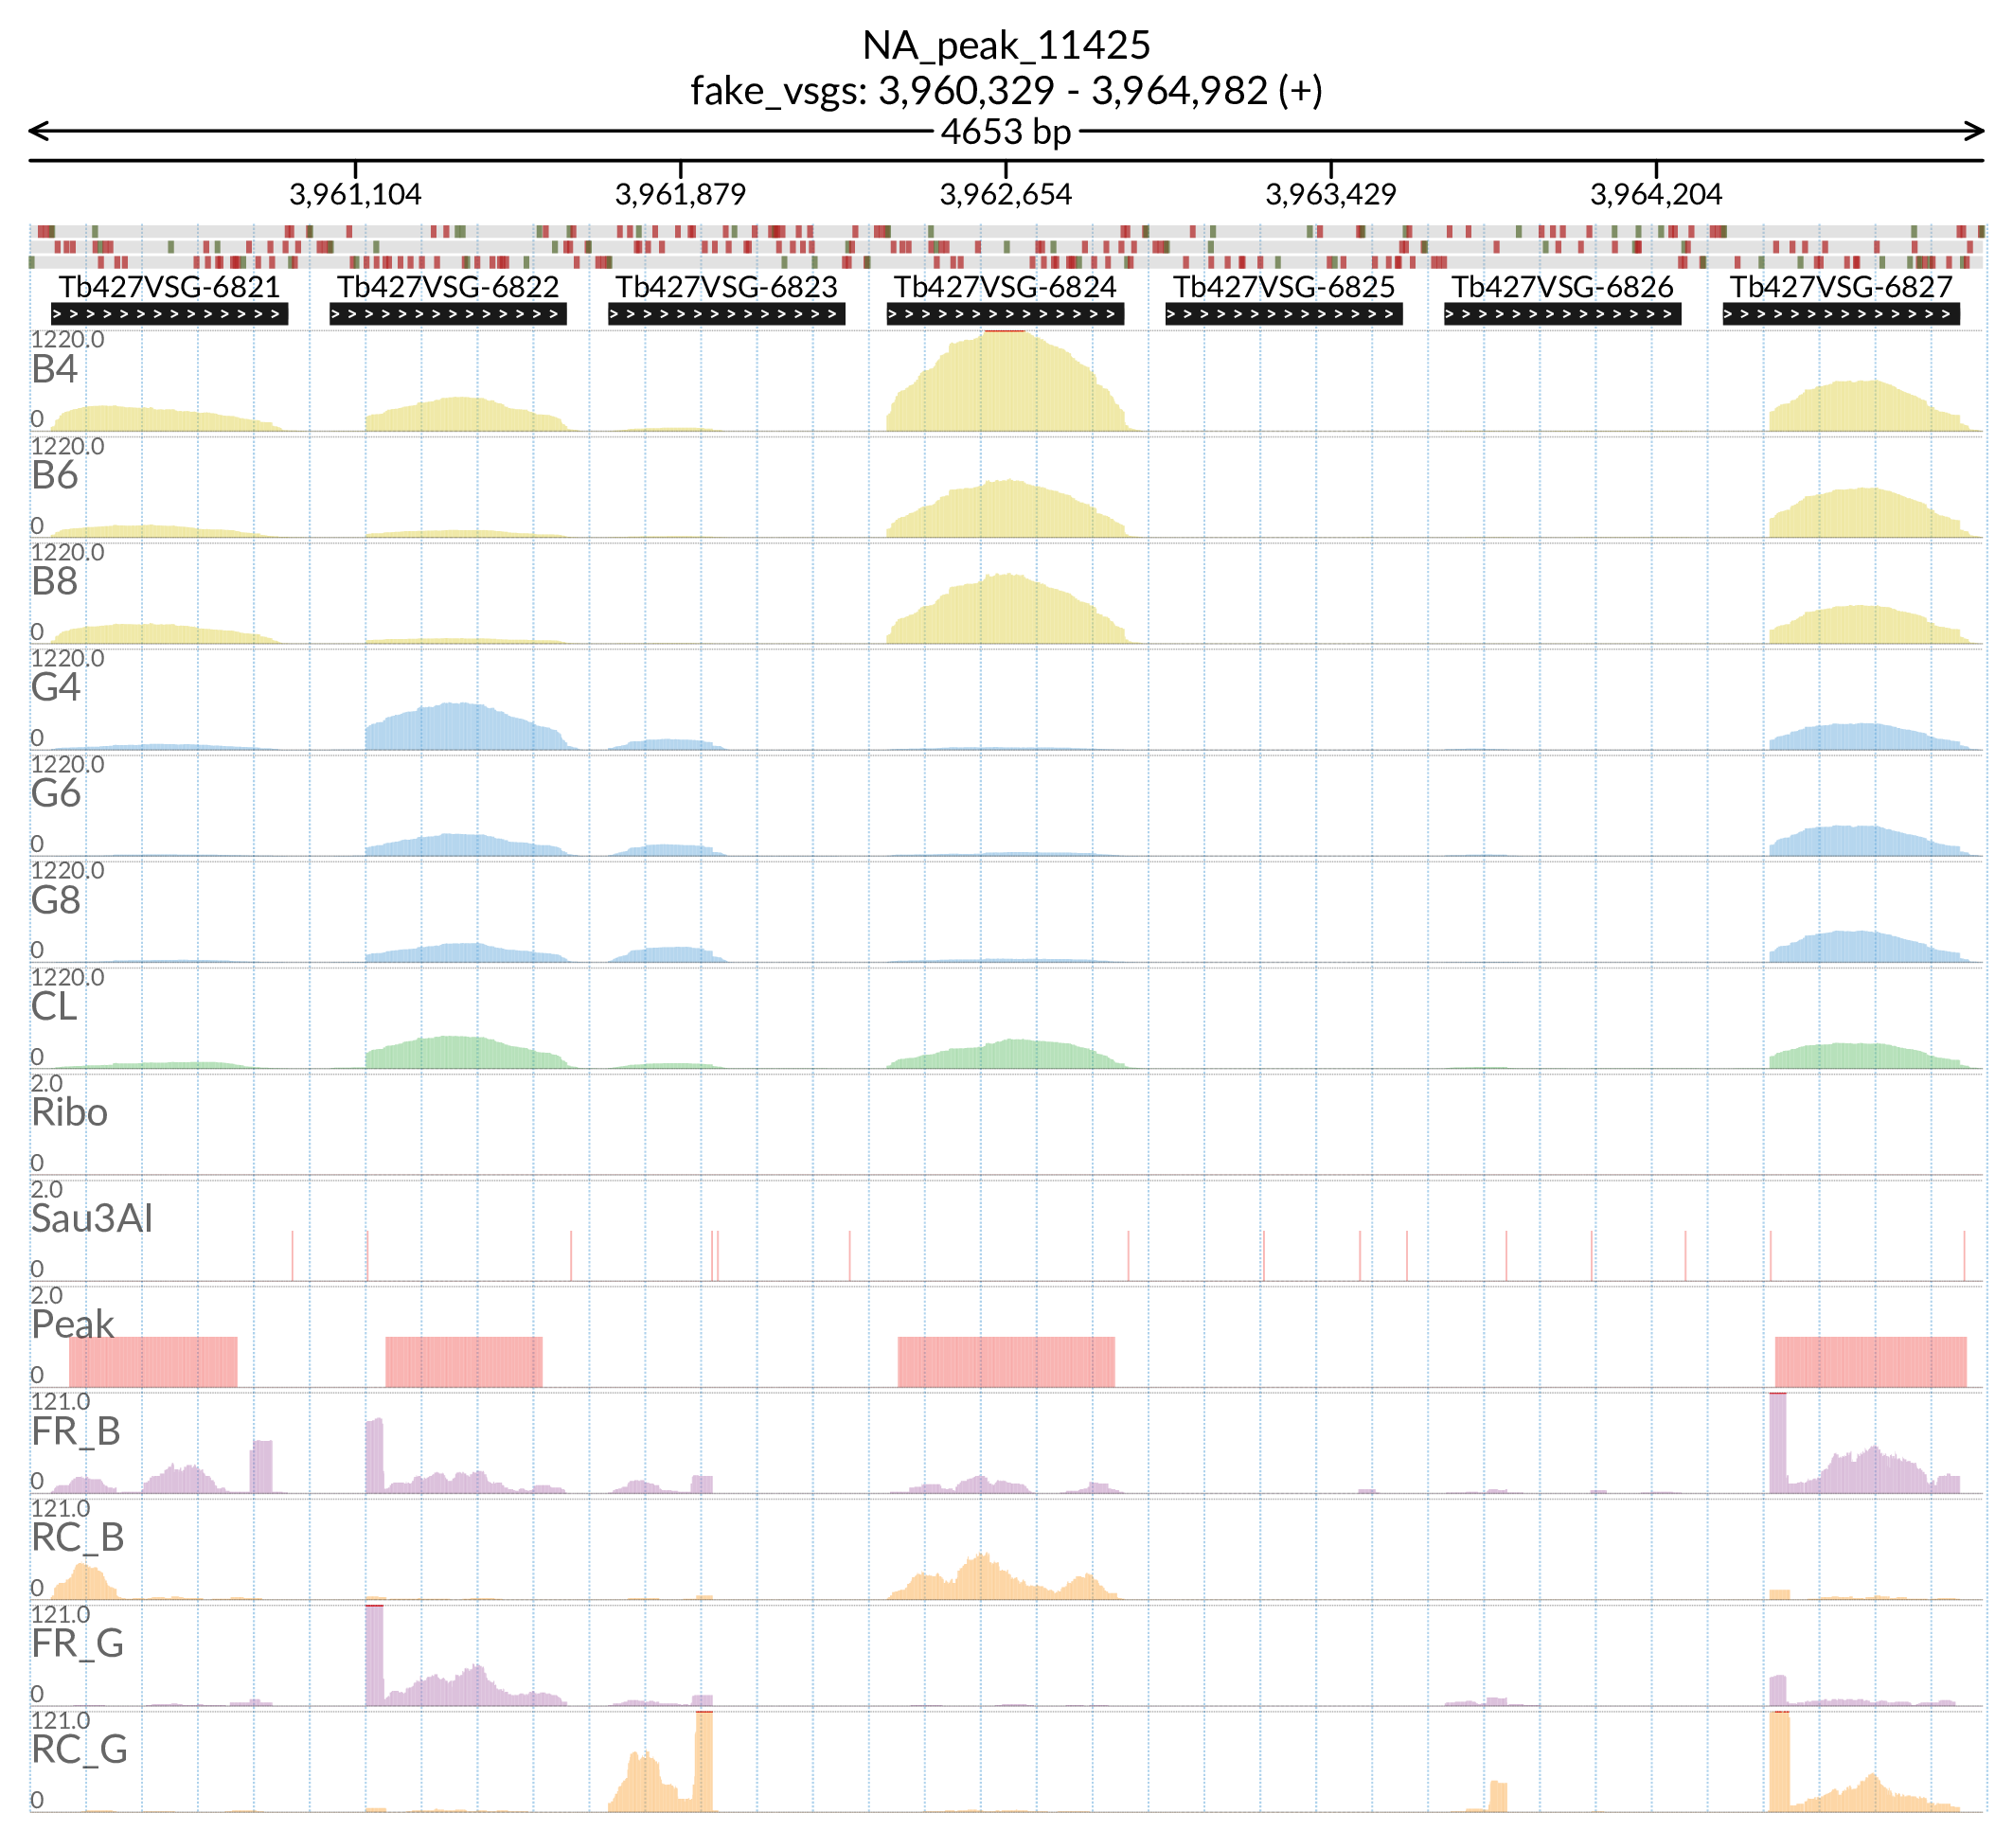 NA_peak_11425
fake_vsgs: 3,960,329 - 3,964,982 (+)
4653 bp
3,961,104 3,961,879 3,962,654 3,963,429 3,964,204
Tb427VSG-6821 Tb427VSG-6822 Tb427VSG-6823 Tb427VSG-6824 Tb427VSG-6825 Tb427VSG-6826 Tb427VSG-6827
1220.0
B4
0
1220.0
B6
0
1220.0
B8
0
1220.0
G4
0
1220.0
G6
0
1220.0
G8
0
1220.0
CL
0
2.0
Ribo
0
2.0
Sau3AI
0
2.0
Peak
0
121.0
FR_B
0
121.0
RC_B
0
121.0
FR_G
0
121.0
RC_G
0